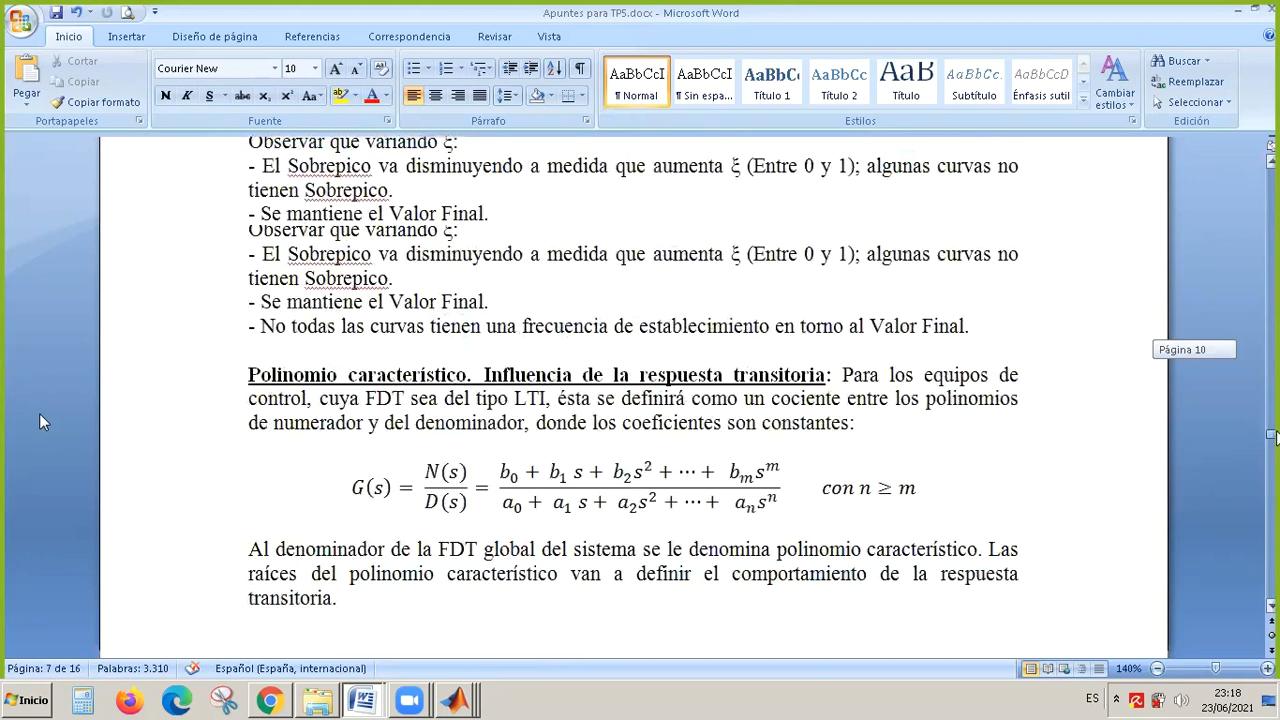 Apuntes para TP5.docx - Microsoft Word
Inicio Insertar Diseño de página Referencias Correspondencia Revisar Vista
Pegar
Cortar
Copiar
Copiar formato
Portapapeles
Courier New 10
N K S abc x₂ x² Aa ab A
Fuente
Párrafo
AaBbCcI AaBbCcI AaBbC AaBbCc AaB AaBbCc. AaBbCcD
¶ Normal ¶ Sin espa... Título 1 Título 2 Título Subtítulo Énfasis sutil
Cambiar estilos
Estilos
Buscar
Reemplazar
Seleccionar
Edición
Observar que variando ξ:
- El Sobrepico va disminuyendo a medida que aumenta ξ (Entre 0 y 1); algunas curvas no
tienen Sobrepico.
- Se mantiene el Valor Final.
Observar que variando ξ:
- El Sobrepico va disminuyendo a medida que aumenta ξ (Entre 0 y 1); algunas curvas no
tienen Sobrepico.
- Se mantiene el Valor Final.
- No todas las curvas tienen una frecuencia de establecimiento en torno al Valor Final.
Página 10
Polinomio característico. Influencia de la respuesta transitoria: Para los equipos de
control, cuya FDT sea del tipo LTI, ésta se definirá como un cociente entre los polinomios
de numerador y del denominador, donde los coeficientes son constantes:
G(s) = N(s) / D(s) = b₀ + b₁ s + b₂s² + ⋯ + bₘsᵐ / a₀ + a₁ s + a₂s² + ⋯ + aₙsⁿ con n ≥ m
Al denominador de la FDT global del sistema se le denomina polinomio característico. Las
raíces del polinomio característico van a definir el comportamiento de la respuesta
transitoria.
Página: 7 de 16 Palabras: 3.310 Español (España, internacional) 140%
Inicio ES 23:18
23/06/2021